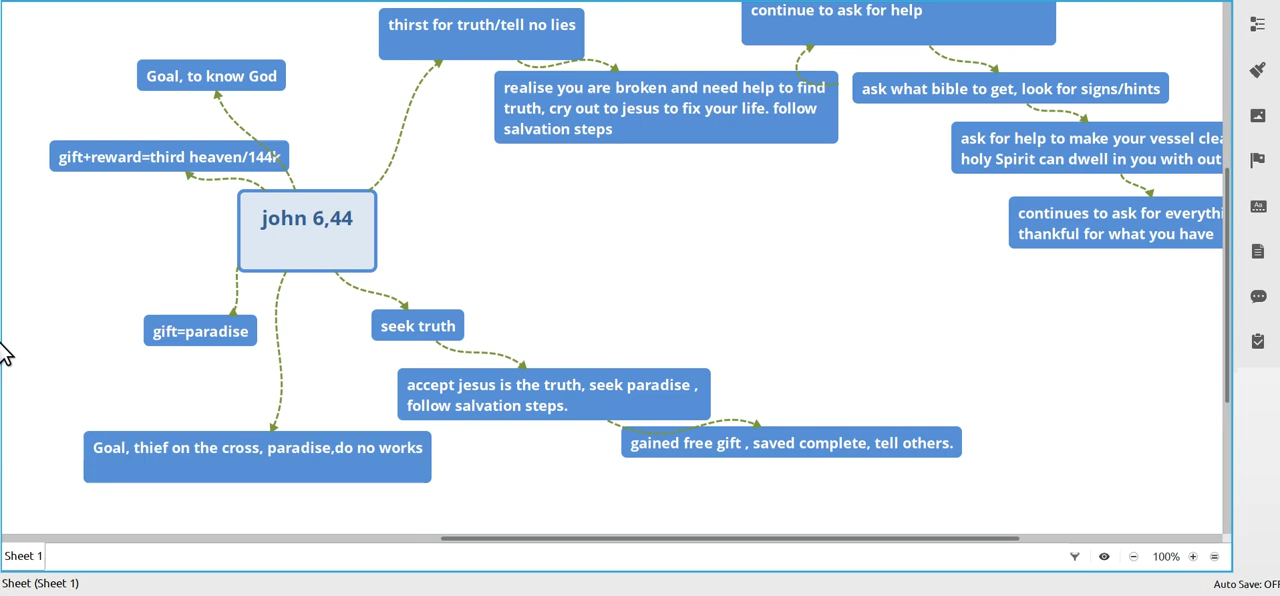 thirst for truth/tell no lies
continue to ask for help
Goal, to know God
realise you are broken and need help to find
truth, cry out to jesus to fix your life. follow
salvation steps
ask what bible to get, look for signs/hints
ask for help to make your vessel
holy Spirit can dwell in you with out
gift+reward=third heaven/144k
john 6,44
continues to ask for
thankful for what you have
gift=paradise
seek truth
accept jesus is the truth, seek paradise ,
follow salvation steps.
Goal, thief on the cross, paradise,do no works
gained free gift , saved complete, tell others.
Sheet 1
100%
Sheet (Sheet 1)
Auto Save: OFF
Aa